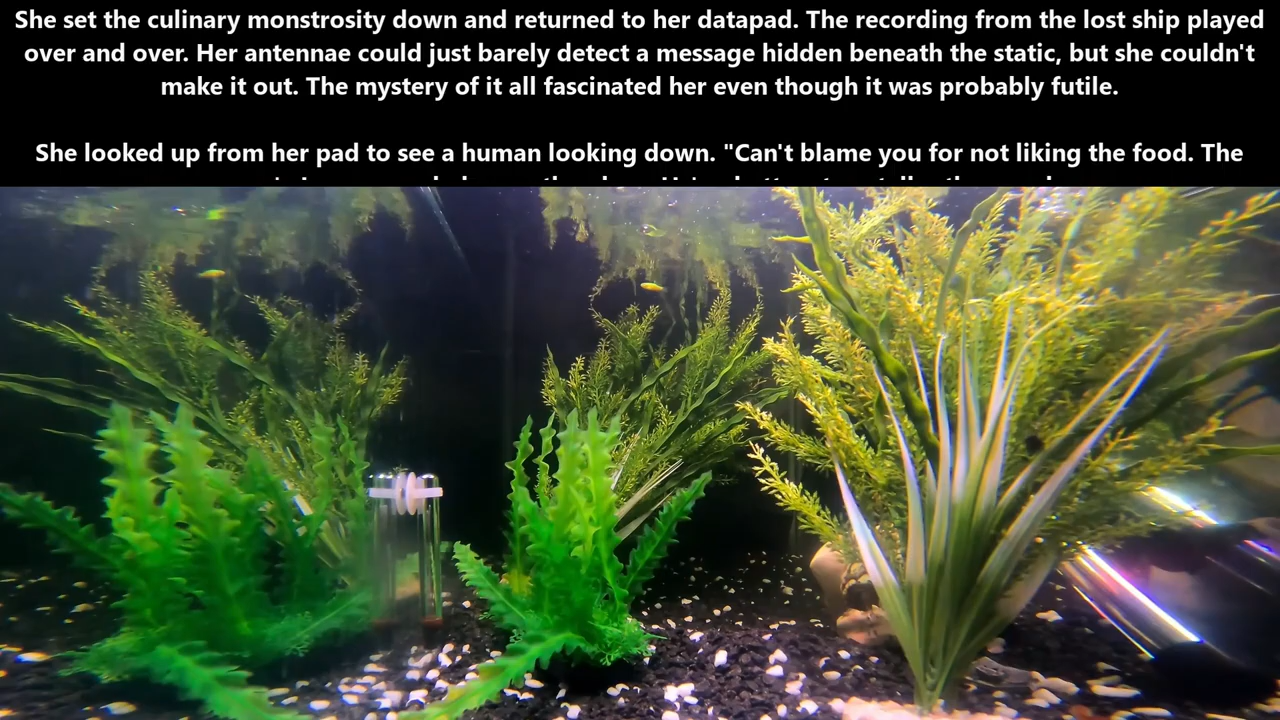 She set the culinary monstrosity down and returned to her datapad. The recording from the lost ship played
over and over. Her antennae could just barely detect a message hidden beneath the static, but she couldn't
make it out. The mystery of it all fascinated her even though it was probably futile.
She looked up from her pad to see a human looking down. "Can't blame you for not liking the food. The